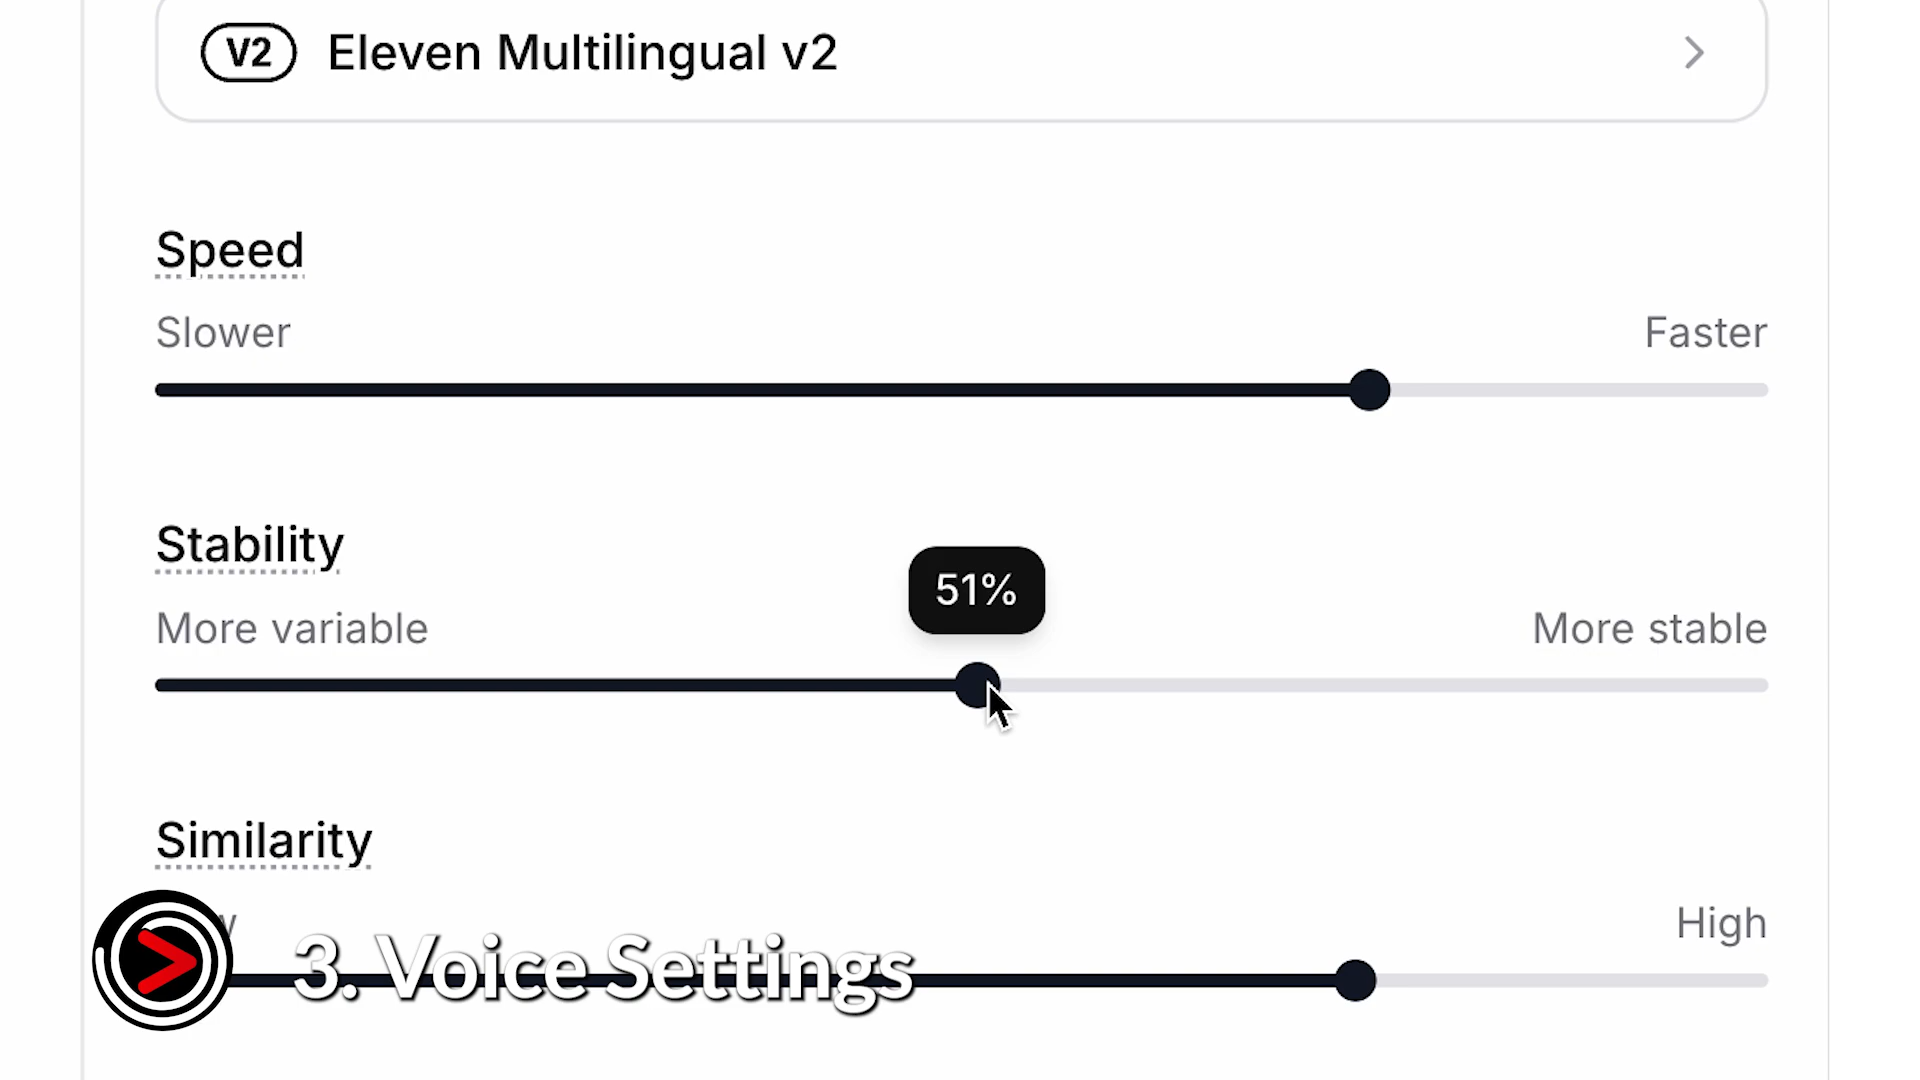 V2 Eleven Multilingual v2
Speed
Slower Faster
Stability
51%
More variable More stable
Similarity
High
3. Voice Settings